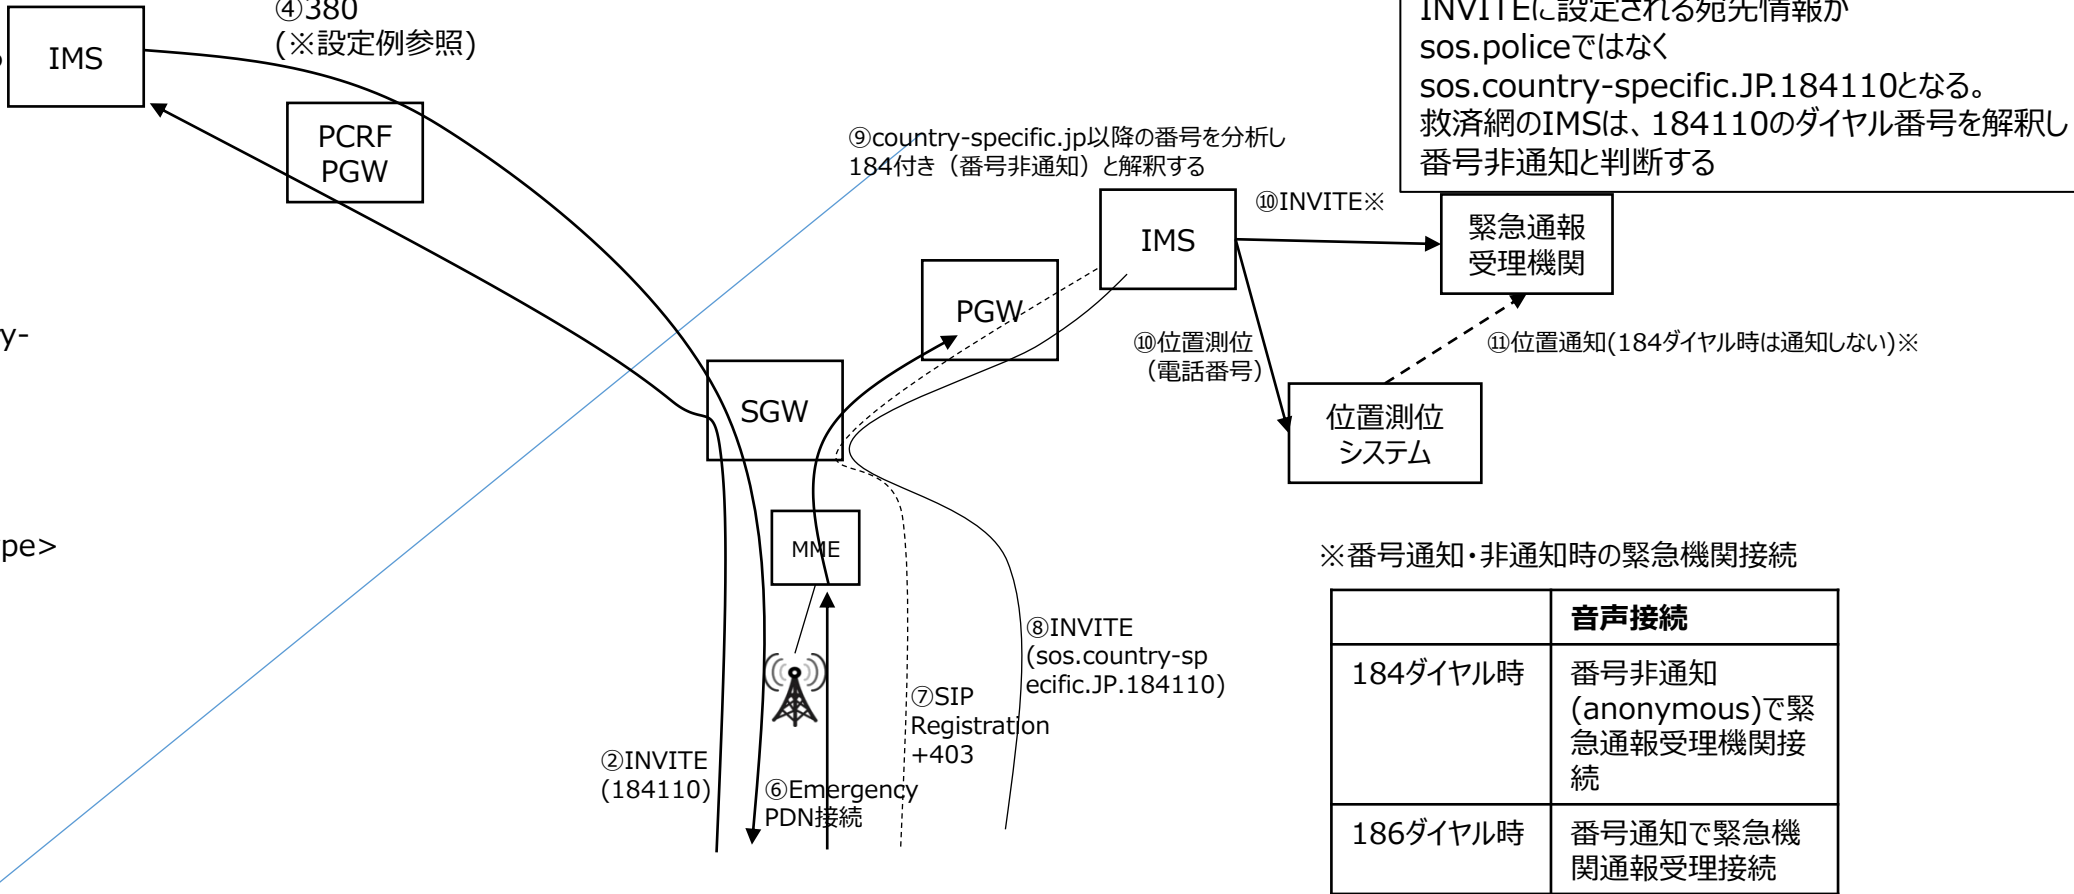 ④380
(※設定例参照)
IMS
PCRF
PGW
INVITEに設定される宛先情報が
sos.policeではなく
sos.country-specific.JP.184110となる。
救済網のIMSは、184110のダイヤル番号を解釈し
番号非通知と判断する
⑨country-specific.jp以降の番号を分析し
184付き（番号非通知）と解釈する
⑩INVITE※
IMS
緊急通報
受理機関
PGW
y-
⑩位置測位
（電話番号)
⑪位置通知(184ダイヤル時は通知しない)※
SGW
位置測位
システム
MME
pe>
※番号通知・非通知時の緊急機関接続
音声接続
184ダイヤル時
番号非通知
(anonymous)で緊
急通報受理機関接
続
186ダイヤル時
番号通知で緊急機
関通報受理接続
⑧INVITE
(sos.country-sp
ecific.JP.184110)
⑦SIP
Registration
+403
②INVITE
(184110)
⑥Emergency
PDN接続